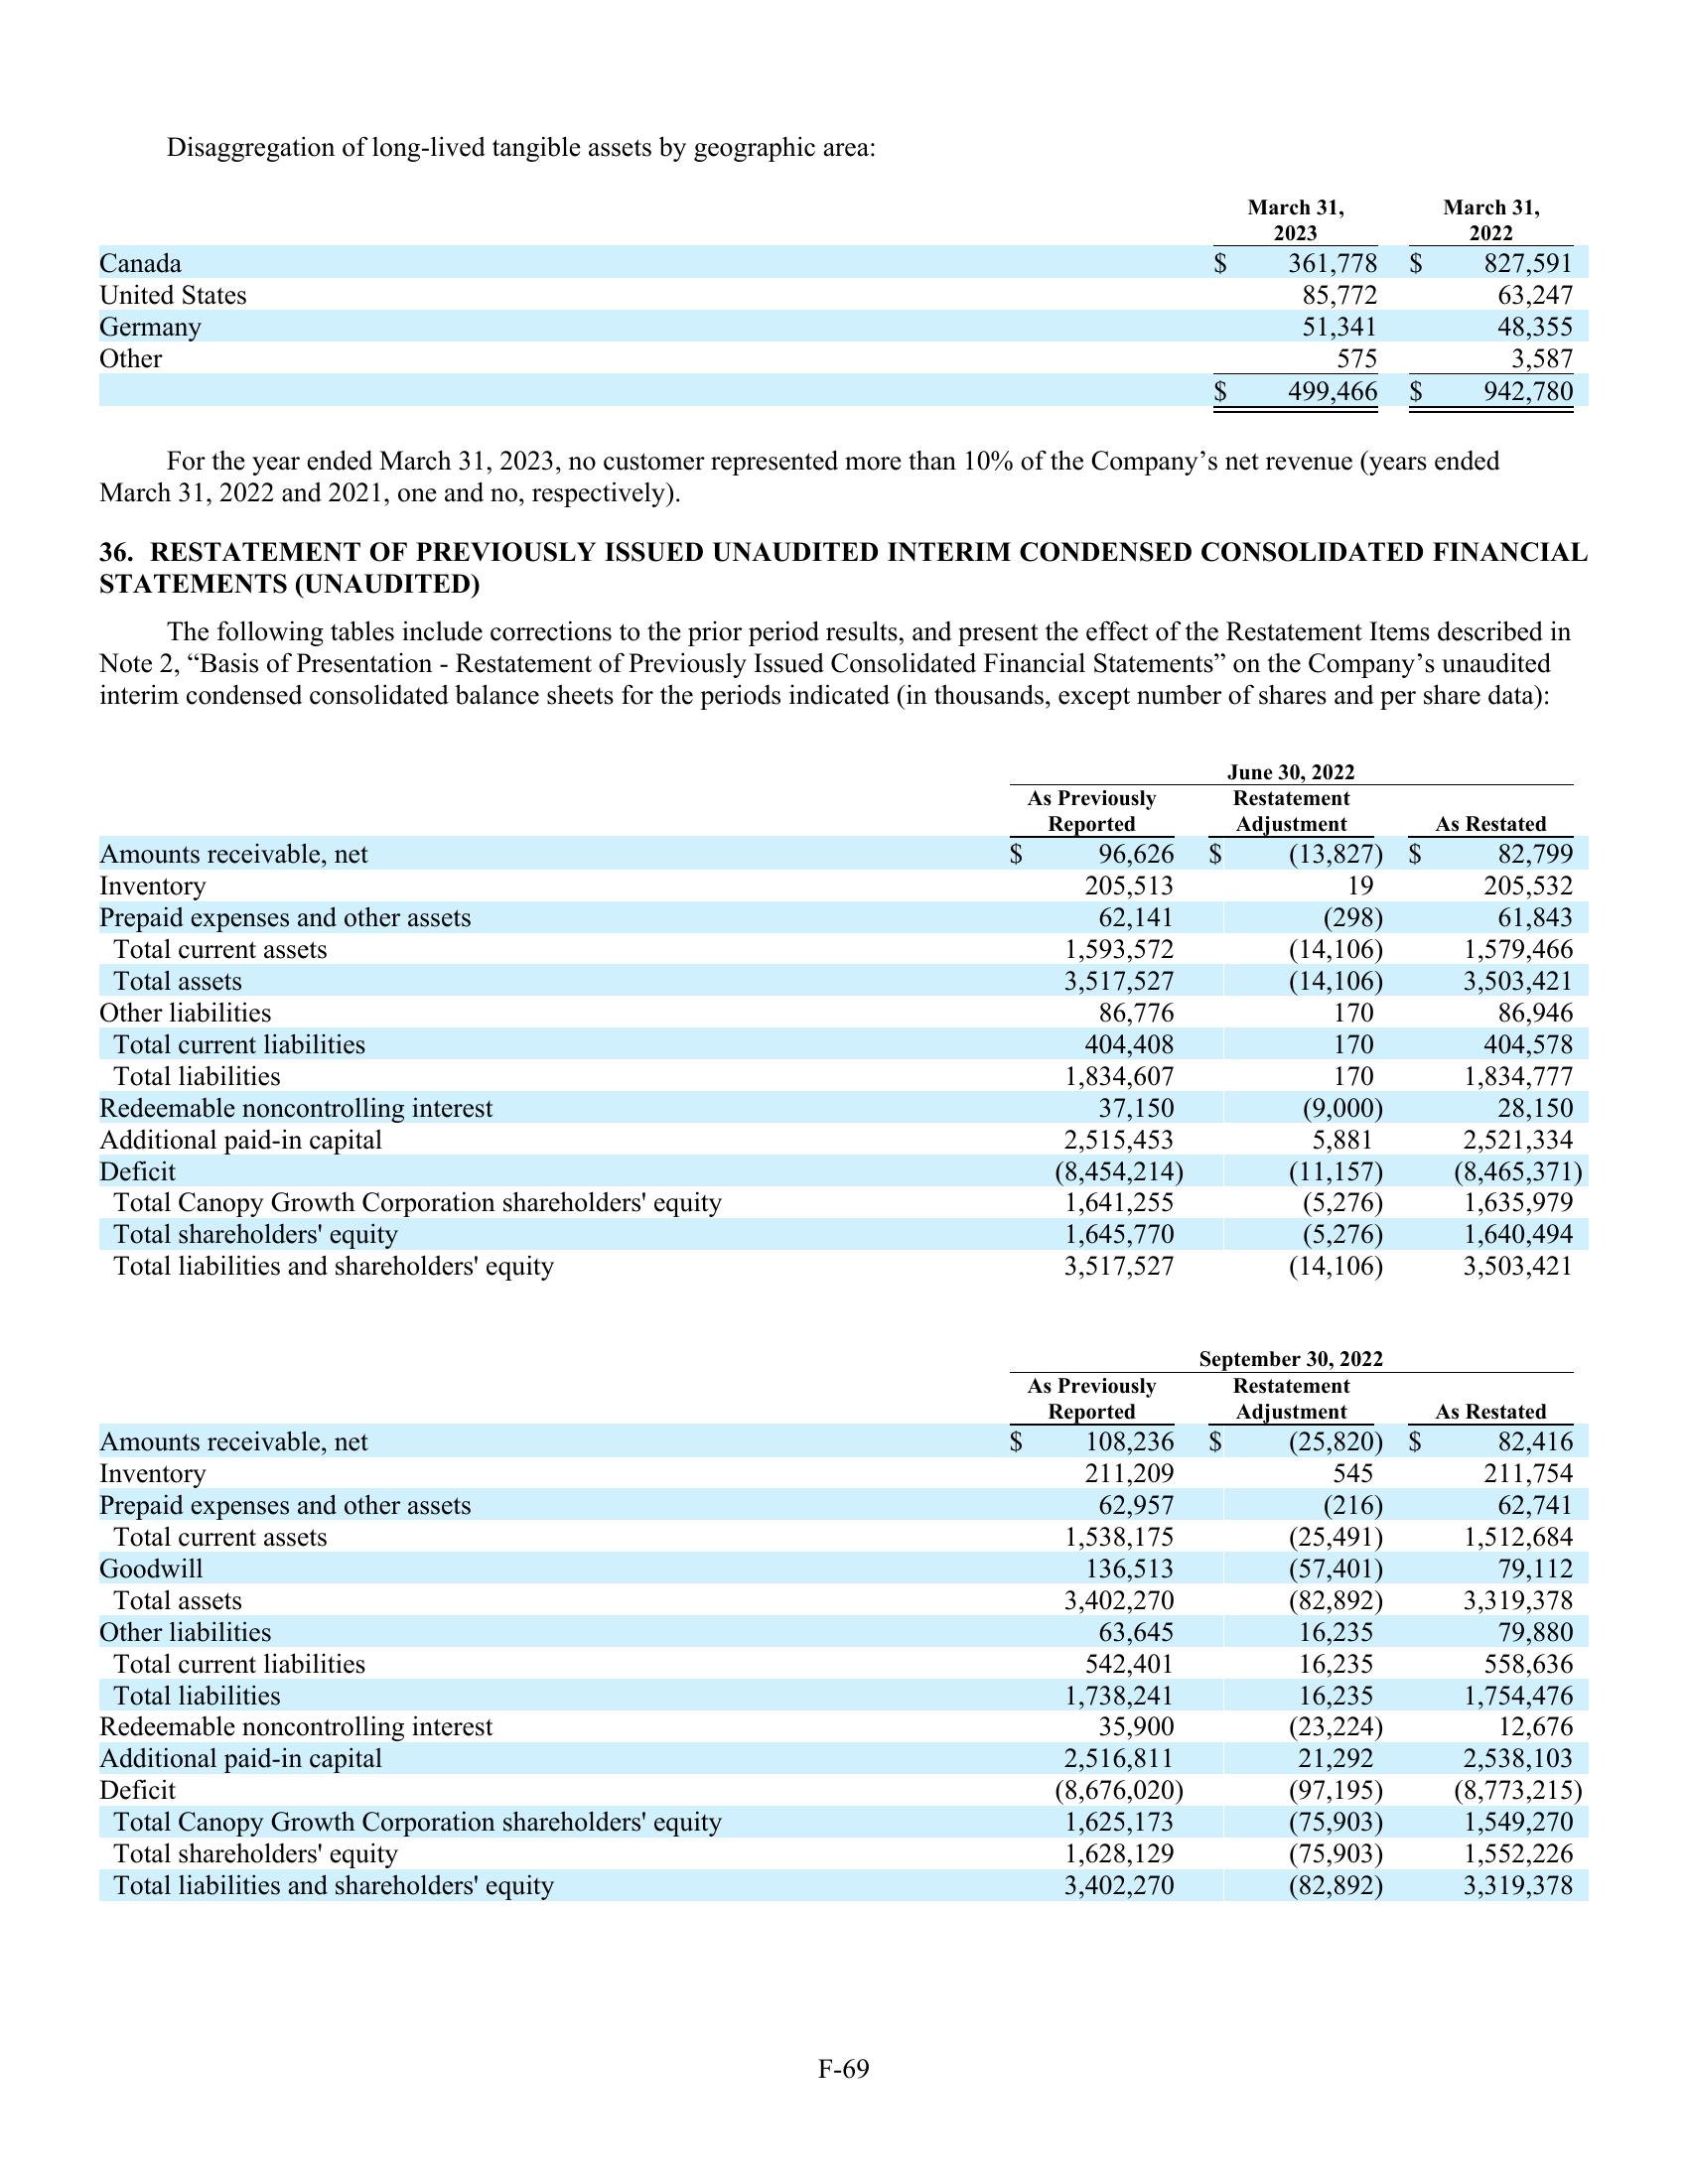 Disaggregation of long-lived tangible assets by geographic area:
March 31, March 31,
2023 2022
Canada $ 361,778 $ 827,591
United States 85,772 63,247
Germany 51,341 48,355
Other 575 3,587
$ 499,466 $ 942,780
For the year ended March 31, 2023, no customer represented more than 10% of the Company’s net revenue (years ended
March 31, 2022 and 2021, one and no, respectively).
36. RESTATEMENT OF PREVIOUSLY ISSUED UNAUDITED INTERIM CONDENSED CONSOLIDATED FINANCIAL
STATEMENTS (UNAUDITED)
The following tables include corrections to the prior period results, and present the effect of the Restatement Items described in
Note 2, “Basis of Presentation - Restatement of Previously Issued Consolidated Financial Statements” on the Company’s unaudited
interim condensed consolidated balance sheets for the periods indicated (in thousands, except number of shares and per share data):
June 30, 2022
As Previously Restatement
Reported Adjustment As Restated
Amounts receivable, net $ 96,626 $ (13,827) $ 82,799
Inventory 205,513 19 205,532
Prepaid expenses and other assets 62,141 (298) 61,843
Total current assets 1,593,572 (14,106) 1,579,466
Total assets 3,517,527 (14,106) 3,503,421
Other liabilities 86,776 170 86,946
Total current liabilities 404,408 170 404,578
Total liabilities 1,834,607 170 1,834,777
Redeemable noncontrolling interest 37,150 (9,000) 28,150
Additional paid-in capital 2,515,453 5,881 2,521,334
Deficit (8,454,214) (11,157) (8,465,371)
Total Canopy Growth Corporation shareholders' equity 1,641,255 (5,276) 1,635,979
Total shareholders' equity 1,645,770 (5,276) 1,640,494
Total liabilities and shareholders' equity 3,517,527 (14,106) 3,503,421
September 30, 2022
As Previously Restatement
Reported Adjustment As Restated
Amounts receivable, net $ 108,236 $ (25,820) $ 82,416
Inventory 211,209 545 211,754
Prepaid expenses and other assets 62,957 (216) 62,741
Total current assets 1,538,175 (25,491) 1,512,684
Goodwill 136,513 (57,401) 79,112
Total assets 3,402,270 (82,892) 3,319,378
Other liabilities 63,645 16,235 79,880
Total current liabilities 542,401 16,235 558,636
Total liabilities 1,738,241 16,235 1,754,476
Redeemable noncontrolling interest 35,900 (23,224) 12,676
Additional paid-in capital 2,516,811 21,292 2,538,103
Deficit (8,676,020) (97,195) (8,773,215)
Total Canopy Growth Corporation shareholders' equity 1,625,173 (75,903) 1,549,270
Total shareholders' equity 1,628,129 (75,903) 1,552,226
Total liabilities and shareholders' equity 3,402,270 (82,892) 3,319,378
F-69